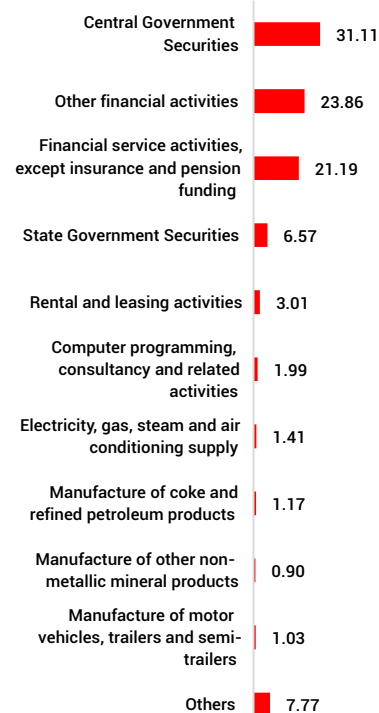 Central Government
Securities
31.11
Other financial activities
23.86
Financial service activities,
except insurance and pension
funding
21.19
State Government Securities
6.57
Rental and leasing activities
3.01
Computer programming,
consultancy and related
activities
1.99
Electricity, gas, steam and air
conditioning supply
1.41
Manufacture of coke and
refined petroleum products
1.17
Manufacture of other non-
metallic mineral products
0.90
Manufacture of motor
vehicles, trailers and semi-
trailers
1.03
Others
7.77